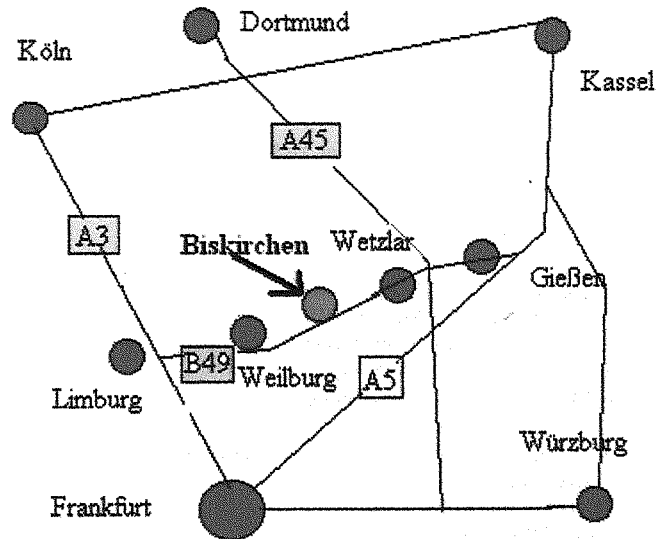 Dortmund
Köln
Kassel
A45
A3
Biskirchen
Wetzlar
Gießen
B49
Weilburg
A5
Limburg
Würzburg
Frankfurt